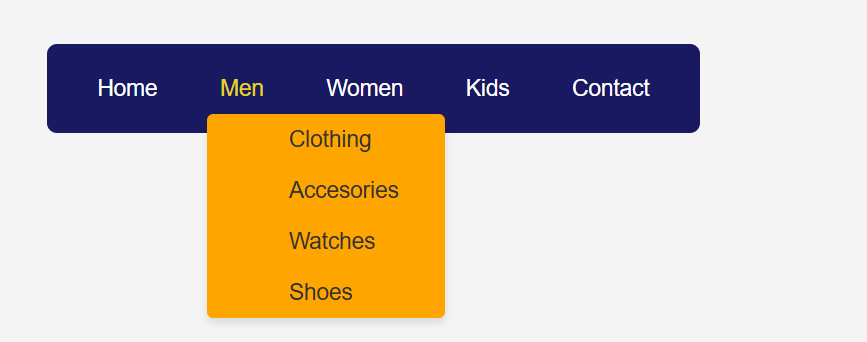 Home Men Women Kids Contact
Clothing
Accesories
Watches
Shoes